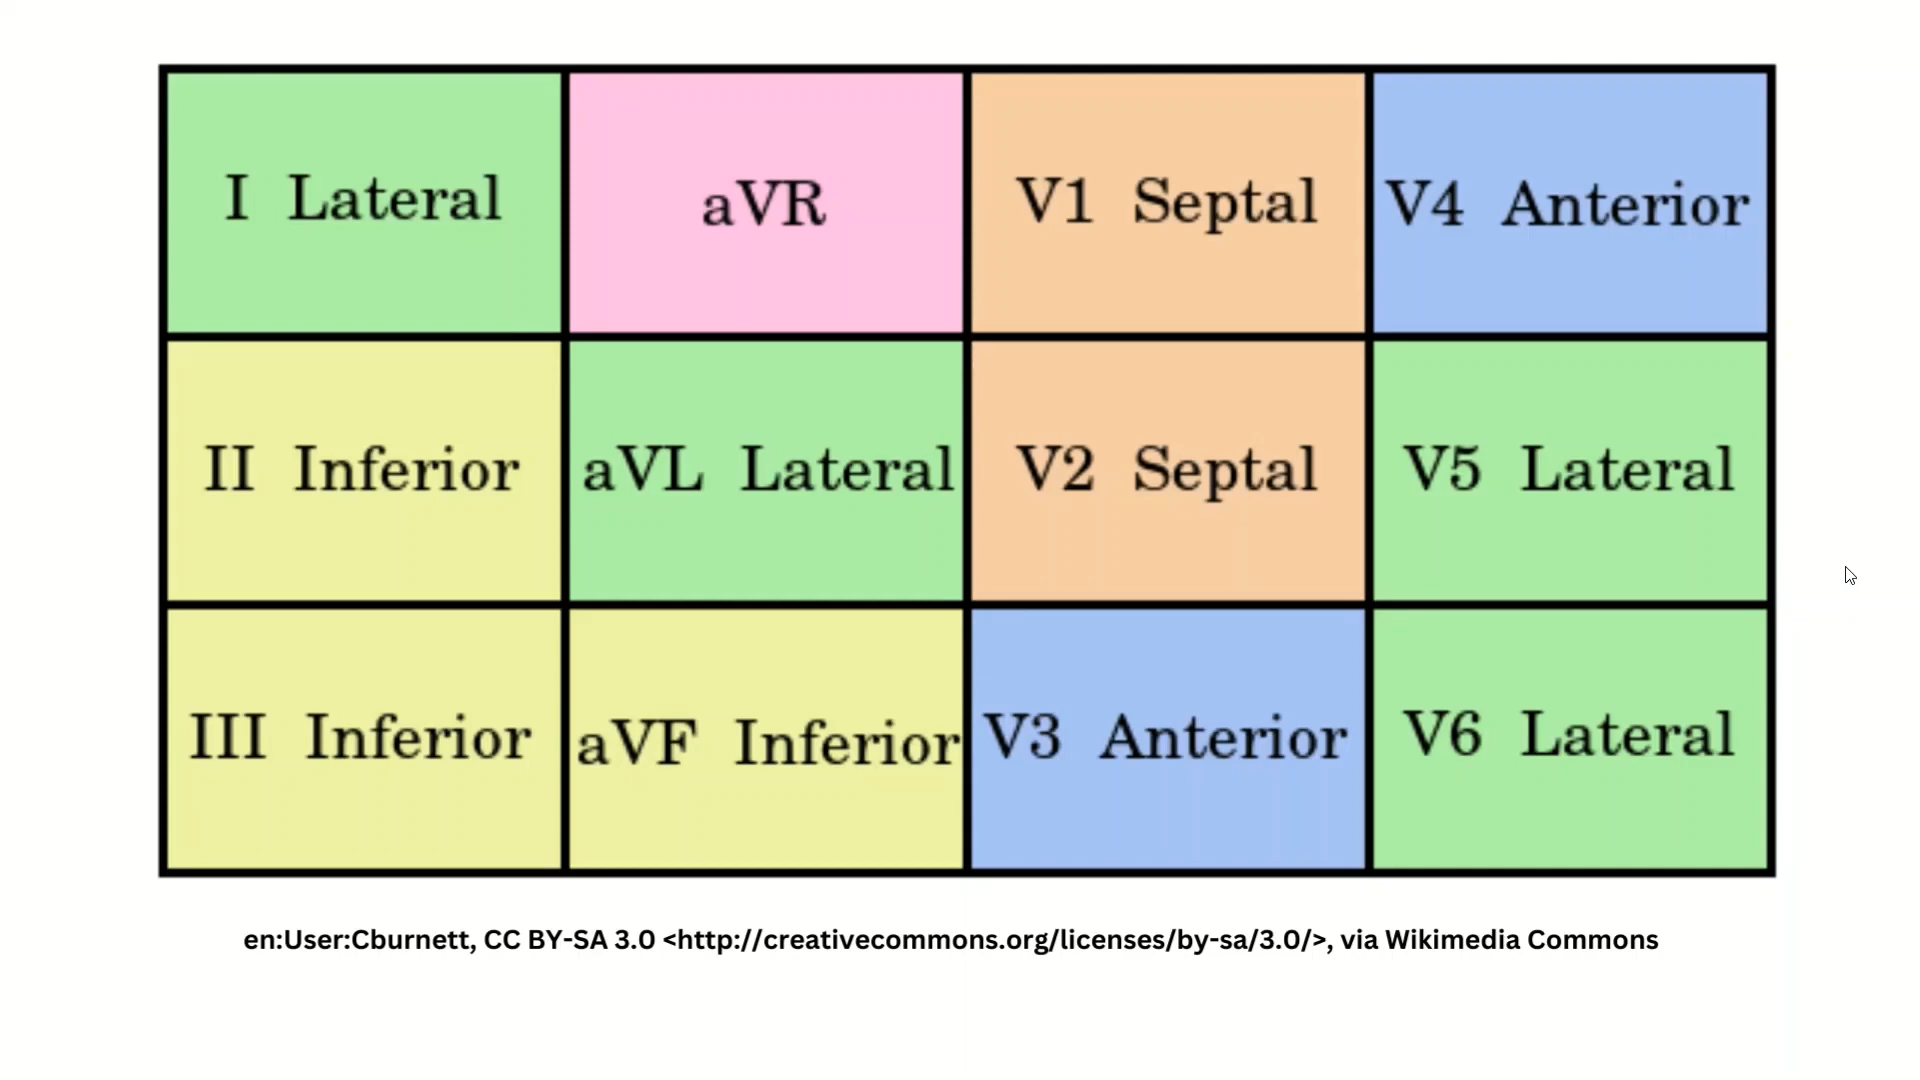 I Lateral
aVR
V1 Septal
V4 Anterior
II Inferior
aVL Lateral
V2 Septal
V5 Lateral
III Inferior
aVF Inferior
V3 Anterior
V6 Lateral
en:User:Cburnett, CC BY-SA 3.0 <http://creativecommons.org/licenses/by-sa/3.0/>, via Wikimedia Commons